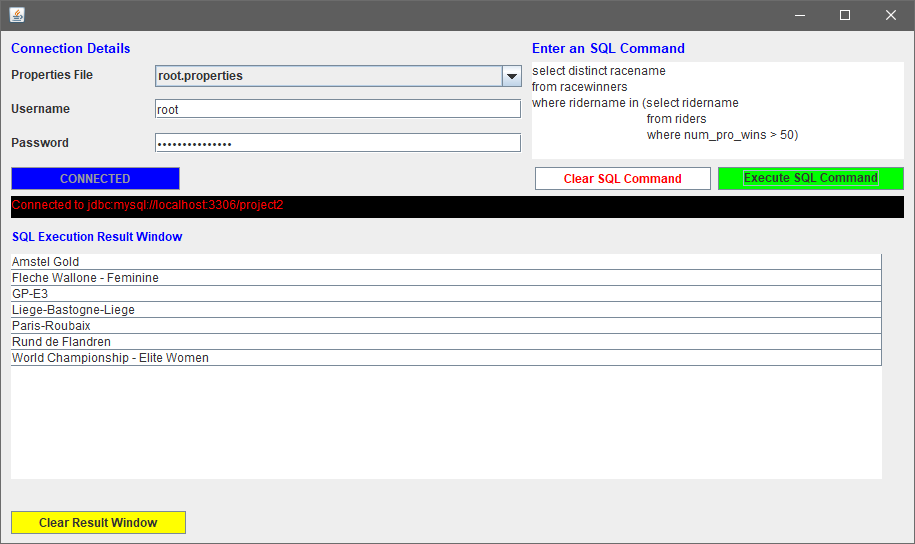 Connection Details
Properties File
root.properties
Username
root
Password
•••••••••••••••
CONNECTED
Enter an SQL Command
select distinct racename
from racewinners
where ridername in (select ridername
from riders
where num_pro_wins > 50)
Clear SQL Command
Execute SQL Command
Connected to jdbc:mysql://localhost:3306/project2
SQL Execution Result Window
Amstel Gold
Fleche Wallone - Feminine
GP-E3
Liege-Bastogne-Liege
Paris-Roubaix
Rund de Flandren
World Championship - Elite Women
Clear Result Window